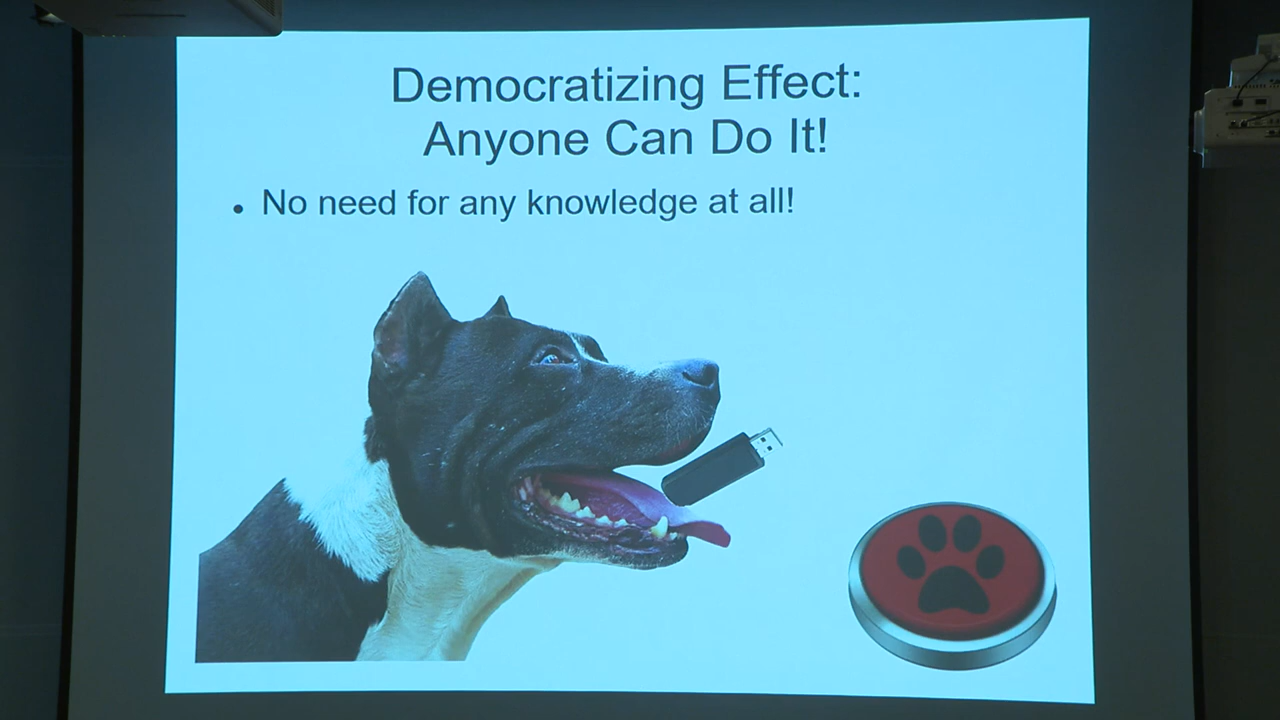 Democratizing Effect:
Anyone Can Do It!
• No need for any knowledge at all!